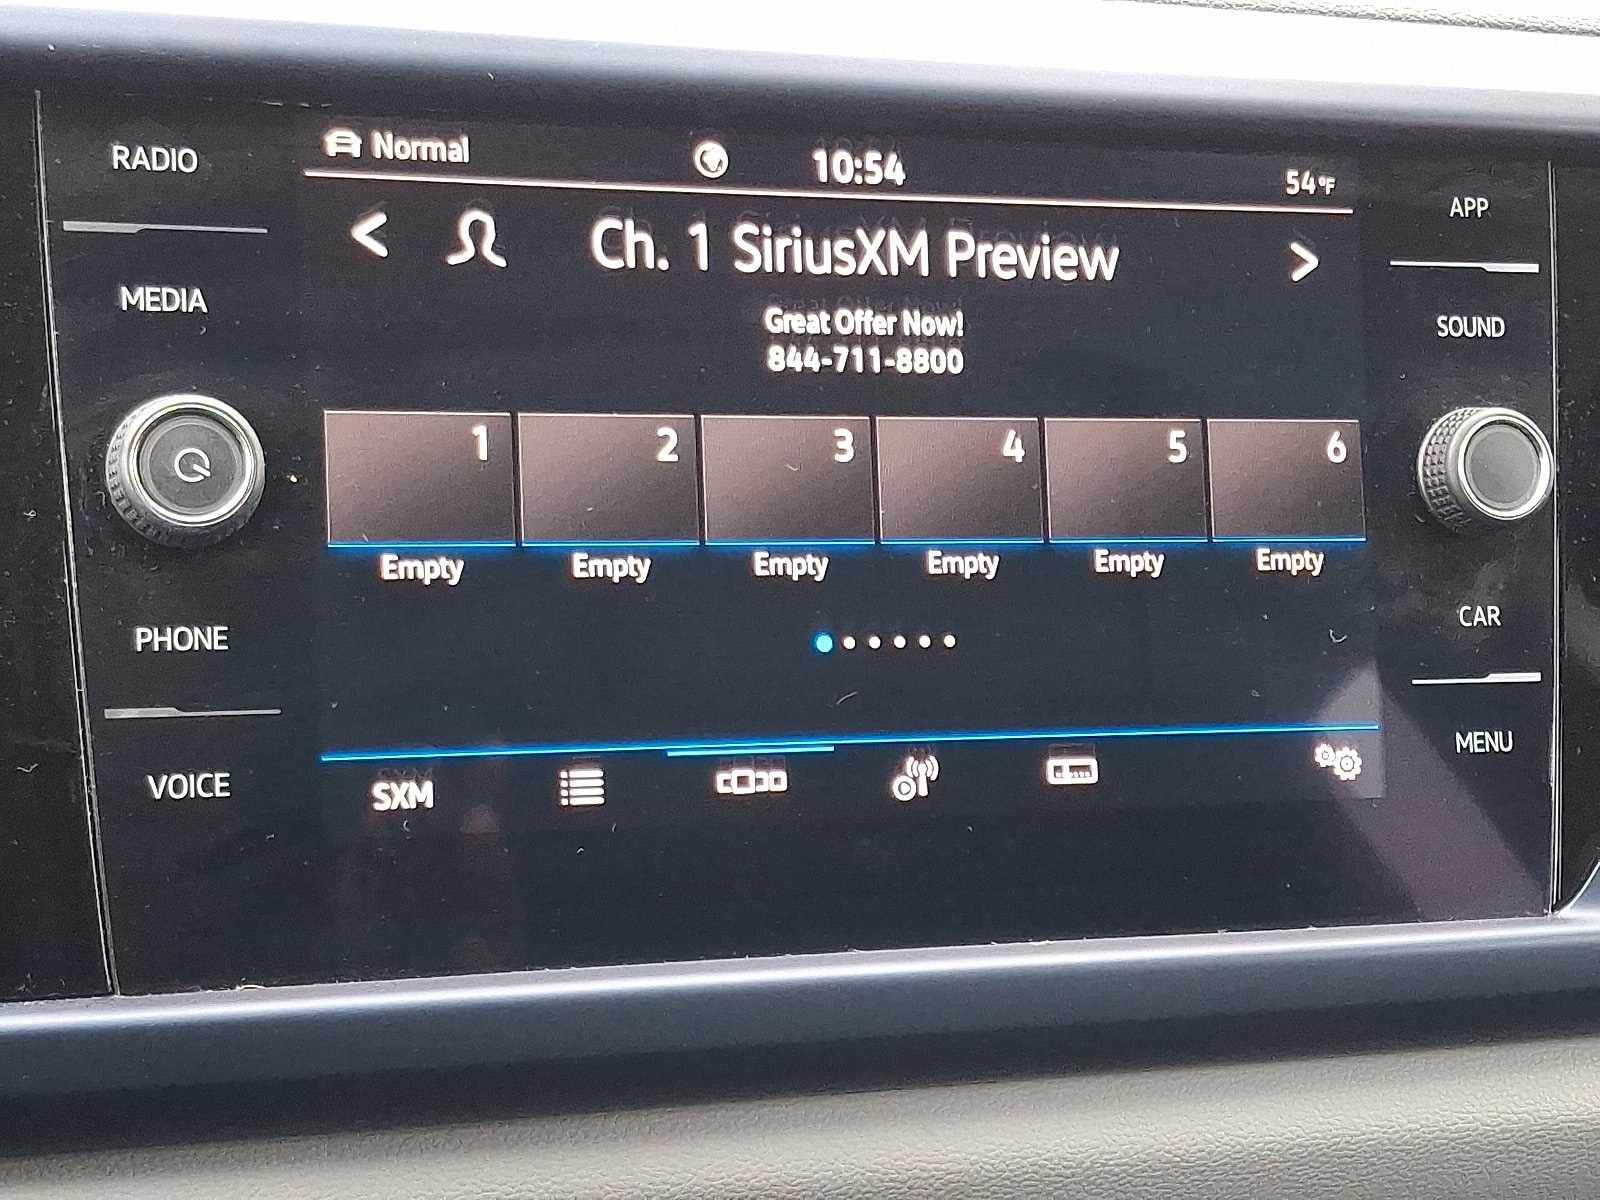 RADIO
MEDIA
PHONE
VOICE
Normal
10:54
54°F
< Ch. 1 SiriusXM Preview >
Great Offer Now!
844-711-8800
1 2 3 4 5 6
Empty Empty Empty Empty Empty Empty
SXM
APP
SOUND
CAR
MENU